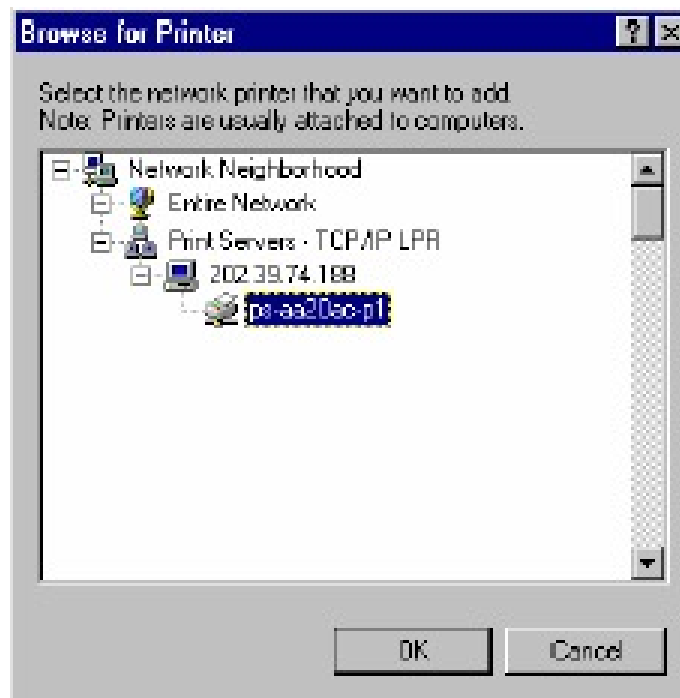 Browse for Printer
Select the network printer that you want to add.
Note: Printers are usually attached to computers.
Network Neighborhood
Entire Network
Print Servers - TCP/IP LPR
202.39.74.188
ps-aa20ac-p1
OK
Cancel